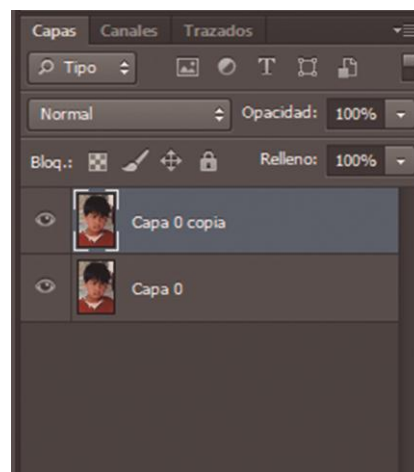 Capas Canales Trazados
Tipo
Normal Opacidad: 100%
Bloq.: Relleno: 100%
Capa 0 copia
Capa 0